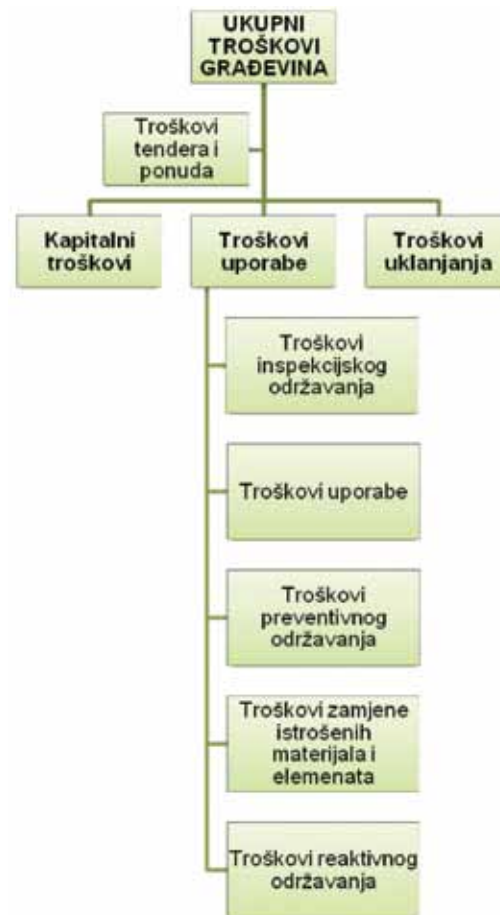 UKUPNI
TROŠKOVI
GRAĐEVINA
Troškovi
tendera i
ponuda
Kapitalni
troškovi
Troškovi
uporabe
Troškovi
uklanjanja
Troškovi
inspekcijskog
održavanja
Troškovi uporabe
Troškovi
preventivnog
održavanja
Troškovi zamjene
istrošenih
materijala i
elemenata
Troškovi reaktivnog
održavanja